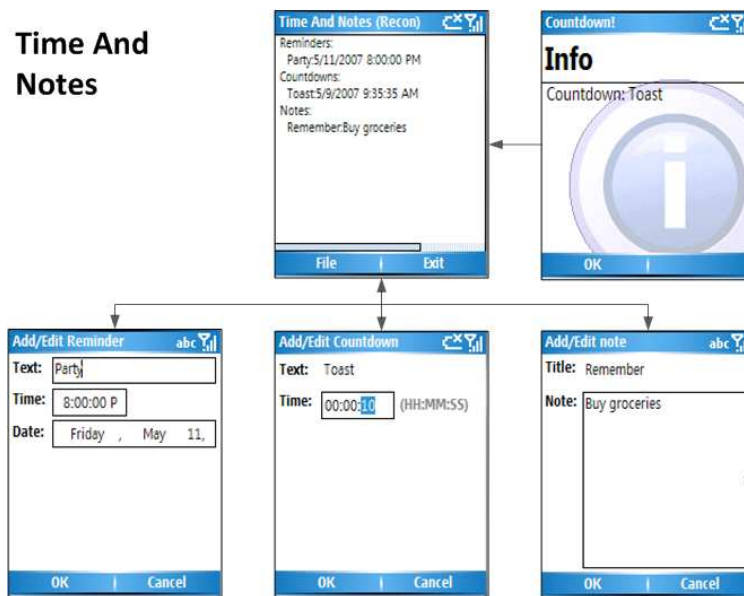 Time And
Notes
Time And Notes (Recon)
Reminders:
Party:5/11/2007 8:00:00 PM
Countdowns:
Toast:5/9/2007 9:35:35 AM
Notes:
Remember:Buy groceries
File Exit
Countdown!
Info
Countdown: Toast
i
OK
Add/Edit Reminder abc
Text: Party
Time: 8:00:00 P
Date: Friday , May 11,
OK Cancel
Add/Edit Countdown
Text: Toast
Time: 00:00:10 (HH:MM:SS)
OK Cancel
Add/Edit note abc
Title: Remember
Note: Buy groceries
OK Cancel